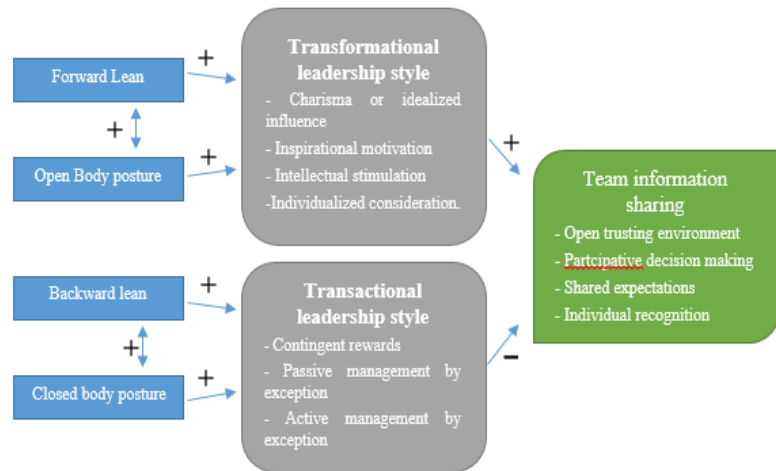 Forward Lean
+
+
Open Body posture
+
Transformational
leadership style
- Charisma or idealized
influence
- Inspirational motivation
- Intellectual stimulation
-Individualized consideration.
+
Backward lean
+
+
Closed body posture
+
Transactional
leadership style
- Contingent rewards
- Passive management by
exception
- Active management by
exception
−
Team information
sharing
- Open trusting environment
- Partcipative decision making
- Shared expectations
- Individual recognition